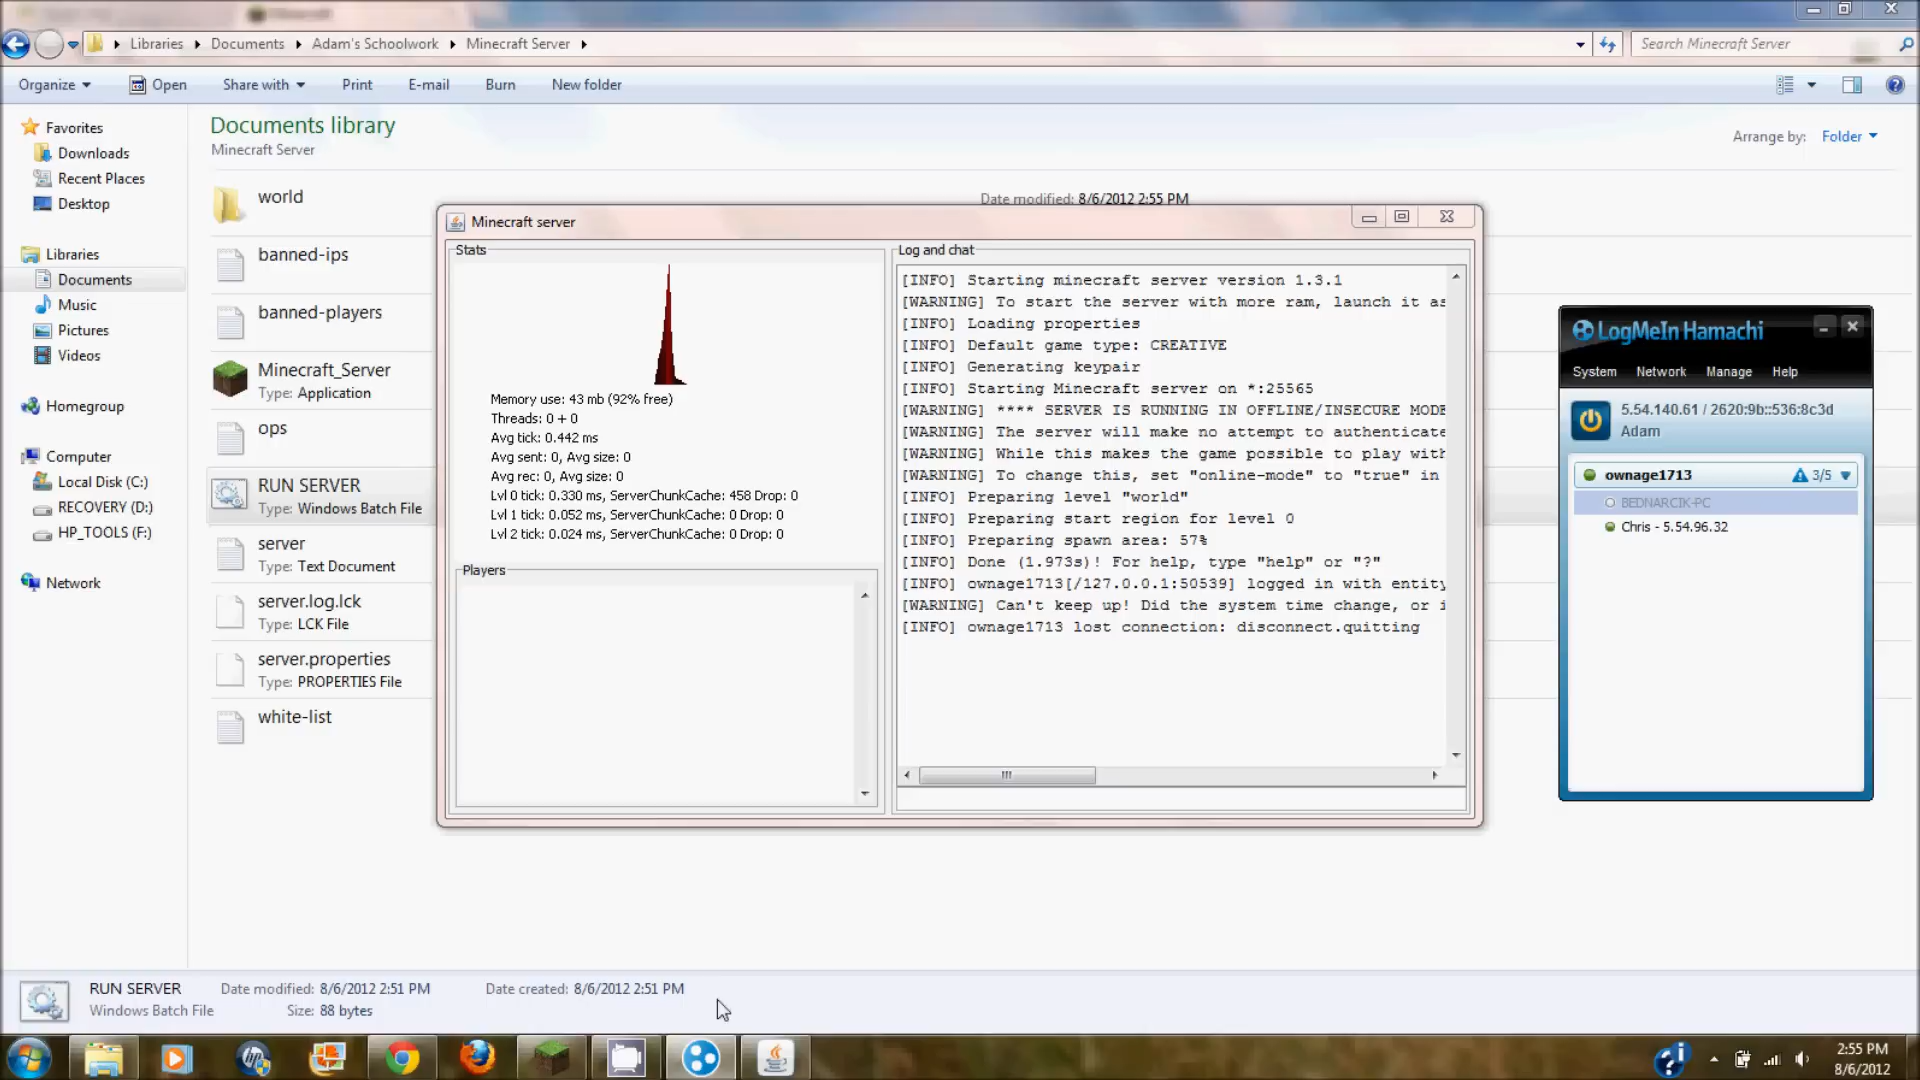 Libraries Documents Adam's Schoolwork Minecraft Server
Search Minecraft Server
Organize Open Share with Print E-mail Burn New folder
Favorites
Downloads
Recent Places
Desktop
Libraries
Documents
Music
Pictures
Videos
Homegroup
Computer
Local Disk (C:)
RECOVERY (D:)
HP_TOOLS (F:)
Network
Documents library
Minecraft Server
Arrange by: Folder
world
Date modified: 8/6/2012 2:55 PM
banned-ips
banned-players
Minecraft_Server
Type: Application
ops
RUN SERVER
Type: Windows Batch File
server
Type: Text Document
server.log.lck
Type: LCK File
server.properties
Type: PROPERTIES File
white-list
Minecraft server
Stats
Memory use: 43 mb (92% free)
Threads: 0 + 0
Avg tick: 0.442 ms
Avg sent: 0, Avg size: 0
Avg rec: 0, Avg size: 0
Lvl 0 tick: 0.330 ms, ServerChunkCache: 458 Drop: 0
Lvl 1 tick: 0.052 ms, ServerChunkCache: 0 Drop: 0
Lvl 2 tick: 0.024 ms, ServerChunkCache: 0 Drop: 0
Players
Log and chat
[INFO] Starting minecraft server version 1.3.1
[WARNING] To start the server with more ram, launch it as
[INFO] Loading properties
[INFO] Default game type: CREATIVE
[INFO] Generating keypair
[INFO] Starting Minecraft server on *:25565
[WARNING] **** SERVER IS RUNNING IN OFFLINE/INSECURE MODE
[WARNING] The server will make no attempt to authenticate
[WARNING] While this makes the game possible to play with
[WARNING] To change this, set "online-mode" to "true" in
[INFO] Preparing level "world"
[INFO] Preparing start region for level 0
[INFO] Preparing spawn area: 57%
[INFO] Done (1.973s)! For help, type "help" or "?"
[INFO] ownage1713[/127.0.0.1:50539] logged in with entity
[WARNING] Can't keep up! Did the system time change, or i
[INFO] ownage1713 lost connection: disconnect.quitting
LogMeIn Hamachi
System Network Manage Help
5.54.140.61 / 2620:9b::536:8c3d
Adam
ownage1713 3/5
BEDNARCIK-PC
Chris - 5.54.96.32
RUN SERVER Date modified: 8/6/2012 2:51 PM Date created: 8/6/2012 2:51 PM
Windows Batch File Size: 88 bytes
2:55 PM
8/6/2012